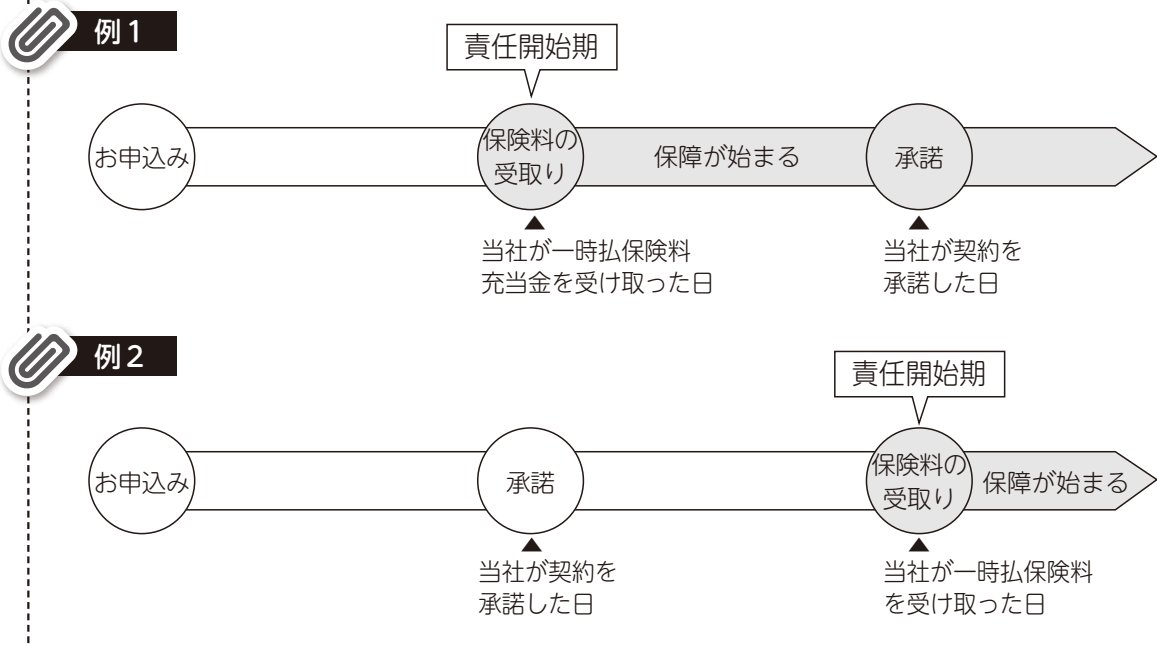 例1
責任開始期
お申込み
保険料の
受取り
保障が始まる
承諾
当社が一時払保険料
充当金を受け取った日
当社が契約を
承諾した日
例2
責任開始期
お申込み
承諾
保険料の
受取り
保障が始まる
当社が契約を
承諾した日
当社が一時払保険料
を受け取った日